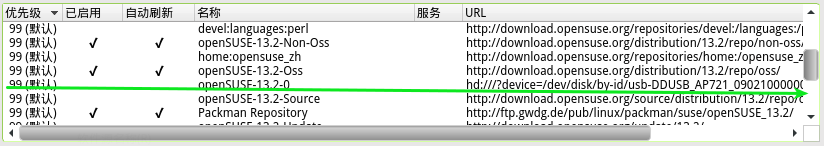 优先级 已启用 自动刷新 名称 服务 URL
99 (默认) devel:languages:perl http://download.opensuse.org/repositories/devel:/languages:/
99 (默认) ✓ ✓ openSUSE-13.2-Non-Oss http://download.opensuse.org/distribution/13.2/repo/non-oss/
99 (默认) home:opensuse_zh http://download.opensuse.org/repositories/home:/opensuse_z
99 (默认) ✓ ✓ openSUSE-13.2-Oss http://download.opensuse.org/distribution/13.2/repo/oss/
99 (默认) openSUSE-13.2-0 hd:///?device=/dev/disk/by-id/usb-DDUSB_AP721_09021000000
99 (默认) openSUSE-13.2-Source http://download.opensuse.org/source/distribution/13.2/repo/
99 (默认) ✓ ✓ Packman Repository http://ftp.gwdg.de/pub/linux/packman/suse/openSUSE_13.2/
99 (默认) openSUSE-13.2-Update http://download.opensuse.org/update/13.2/